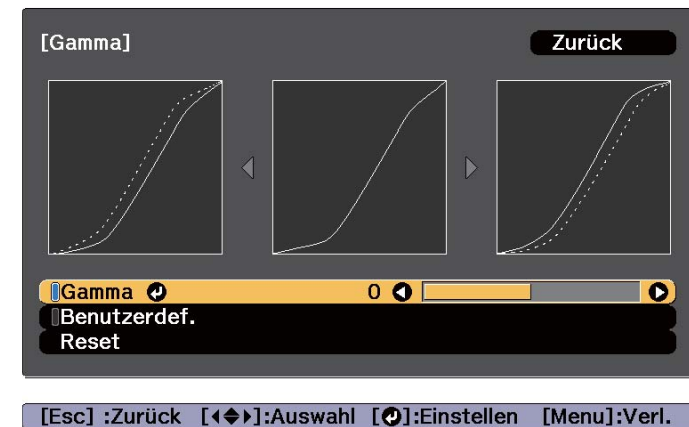 [Gamma] Zurück
Gamma 0
Benutzerdef.
Reset
[Esc] :Zurück [◀◆▶]:Auswahl [↵]:Einstellen [Menu]:Verl.